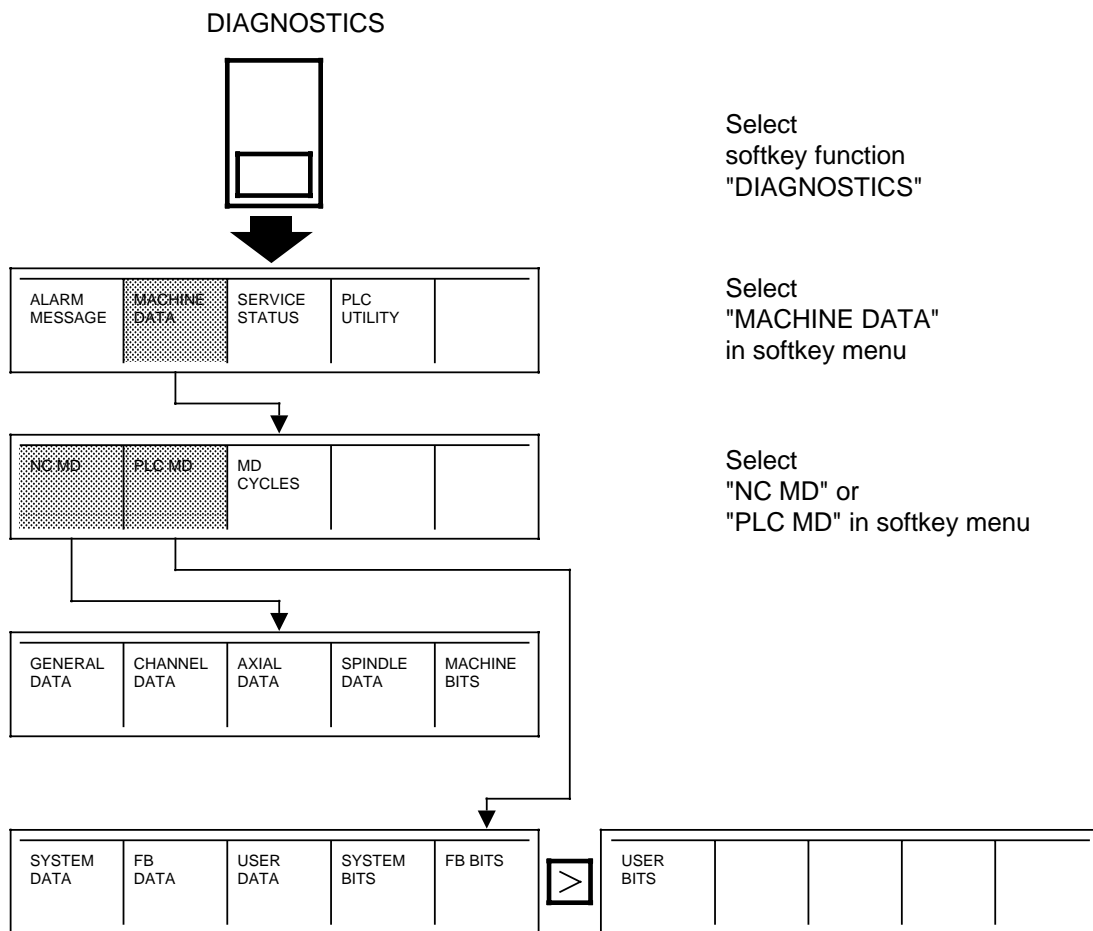 DIAGNOSTICS
Select
softkey function
"DIAGNOSTICS"
ALARM
MESSAGE
MACHINE
DATA
SERVICE
STATUS
PLC
UTILITY
Select
"MACHINE DATA"
in softkey menu
NC MD
PLC MD
MD
CYCLES
Select
"NC MD" or
"PLC MD" in softkey menu
GENERAL
DATA
CHANNEL
DATA
AXIAL
DATA
SPINDLE
DATA
MACHINE
BITS
SYSTEM
DATA
FB
DATA
USER
DATA
SYSTEM
BITS
FB BITS
>
USER
BITS